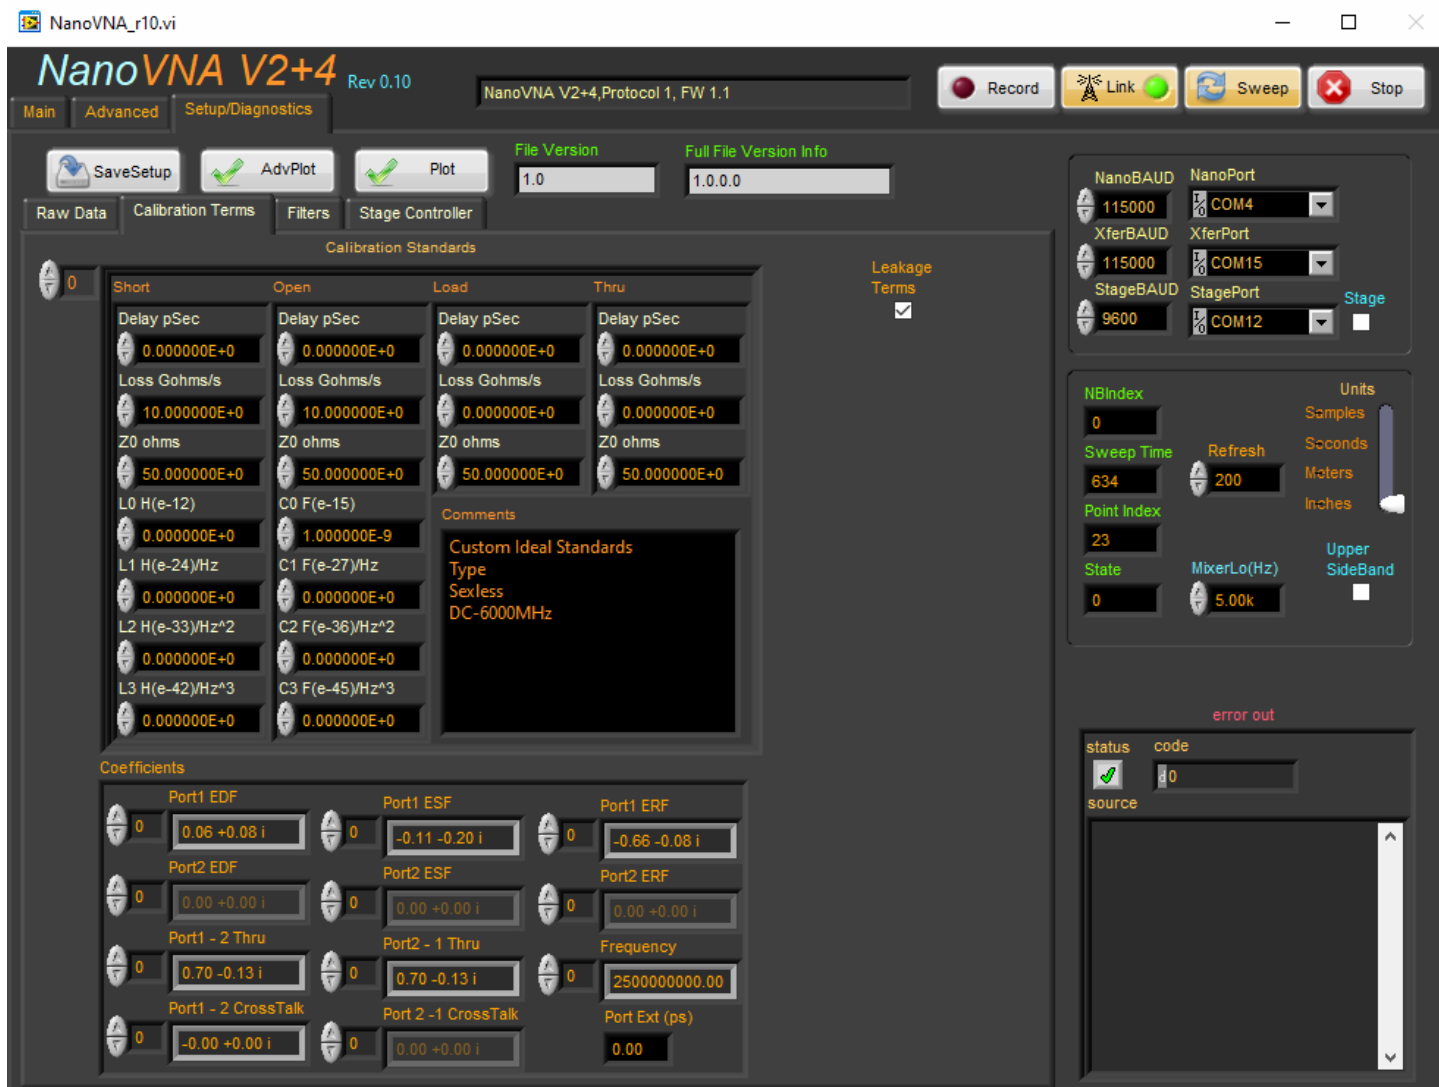 NanoVNA_r10.vi
NanoVNA V2+4 Rev 0.10
NanoVNA V2+4,Protocol 1, FW 1.1
Record
Link
Sweep
Stop
Main Advanced Setup/Diagnostics
SaveSetup
AdvPlot
Plot
File Version
1.0
Full File Version Info
1.0.0.0
Raw Data Calibration Terms Filters Stage Controller
Calibration Standards
0
Short Open Load Thru
Delay pSec Delay pSec Delay pSec Delay pSec
0.000000E+0 0.000000E+0 0.000000E+0 0.000000E+0
Loss Gohms/s Loss Gohms/s Loss Gohms/s Loss Gohms/s
10.000000E+0 10.000000E+0 0.000000E+0 0.000000E+0
Z0 ohms Z0 ohms Z0 ohms Z0 ohms
50.000000E+0 50.000000E+0 50.000000E+0 50.000000E+0
L0 H(e-12) C0 F(e-15)
0.000000E+0 1.000000E-9
L1 H(e-24)/Hz C1 F(e-27)/Hz
0.000000E+0 0.000000E+0
L2 H(e-33)/Hz^2 C2 F(e-36)/Hz^2
0.000000E+0 0.000000E+0
L3 H(e-42)/Hz^3 C3 F(e-45)/Hz^3
0.000000E+0 0.000000E+0
Comments
Custom Ideal Standards
Type
Sexless
DC-6000MHz
Leakage
Terms
Coefficients
Port1 EDF Port1 ESF Port1 ERF
0 0.06 +0.08 i 0 -0.11 -0.20 i 0 -0.66 -0.08 i
Port2 EDF Port2 ESF Port2 ERF
0 0.00 +0.00 i 0 0.00 +0.00 i 0 0.00 +0.00 i
Port1 - 2 Thru Port2 - 1 Thru Frequency
0 0.70 -0.13 i 0 0.70 -0.13 i 0 2500000000.00
Port1 - 2 CrossTalk Port 2 -1 CrossTalk Port Ext (ps)
0 -0.00 +0.00 i 0 0.00 +0.00 i 0.00
NanoBAUD NanoPort
115000 COM4
XferBAUD XferPort
115000 COM15
StageBAUD StagePort Stage
9600 COM12
NBIndex
0
Sweep Time
634
Point Index
23
State
0
Refresh
200
MixerLo(Hz)
5.00k
Units
Samples
Seconds
Meters
Inches
Upper
SideBand
error out
status code
d 0
source